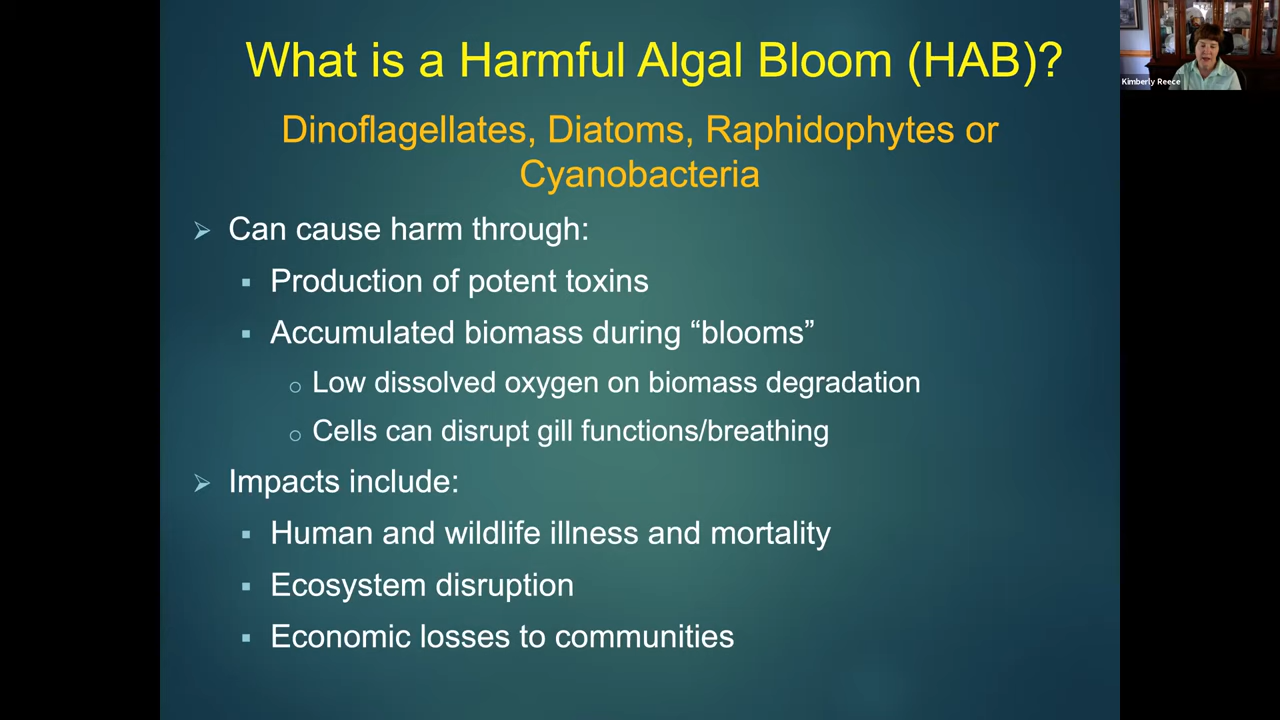 What is a Harmful Algal Bloom (HAB)?
Kimberly Reece
Dinoflagellates, Diatoms, Raphidophytes or
Cyanobacteria
Can cause harm through:
Production of potent toxins
Accumulated biomass during “blooms”
Low dissolved oxygen on biomass degradation
Cells can disrupt gill functions/breathing
Impacts include:
Human and wildlife illness and mortality
Ecosystem disruption
Economic losses to communities